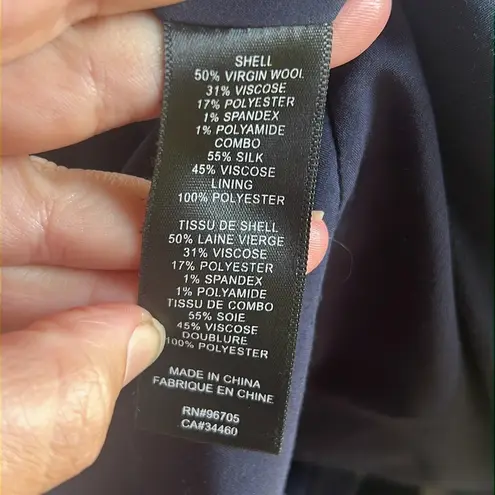 SHELL
50% VIRGIN WOOL
31% VISCOSE
17% POLYESTER
1% SPANDEX
1% POLYAMIDE
COMBO
55% SILK
45% VISCOSE
LINING
100% POLYESTER
TISSU DE SHELL
50% LAINE VIERGE
31% VISCOSE
17% POLYESTER
1% SPANDEX
1% POLYAMIDE
TISSU DE COMBO
55% SOIE
45% VISCOSE
DOUBLURE
100% POLYESTER
MADE IN CHINA
FABRIQUE EN CHINE
RN#96705
CA#34460